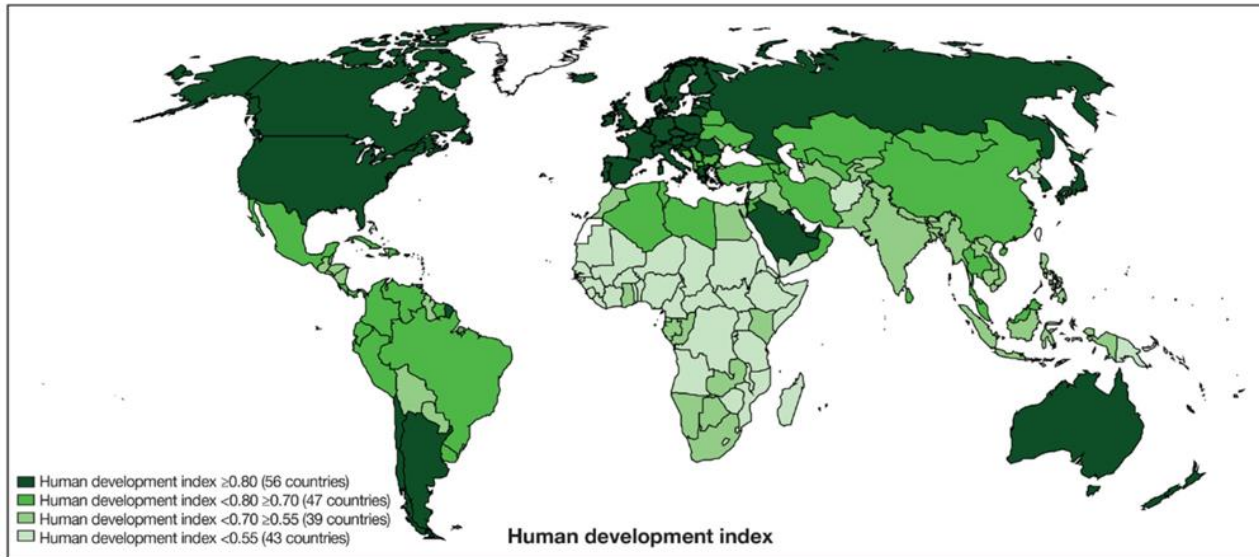 Human development index ≥0.80 (56 countries)
Human development index <0.80 ≥0.70 (47 countries)
Human development index <0.70 ≥0.55 (39 countries)
Human development index <0.55 (43 countries)
Human development index